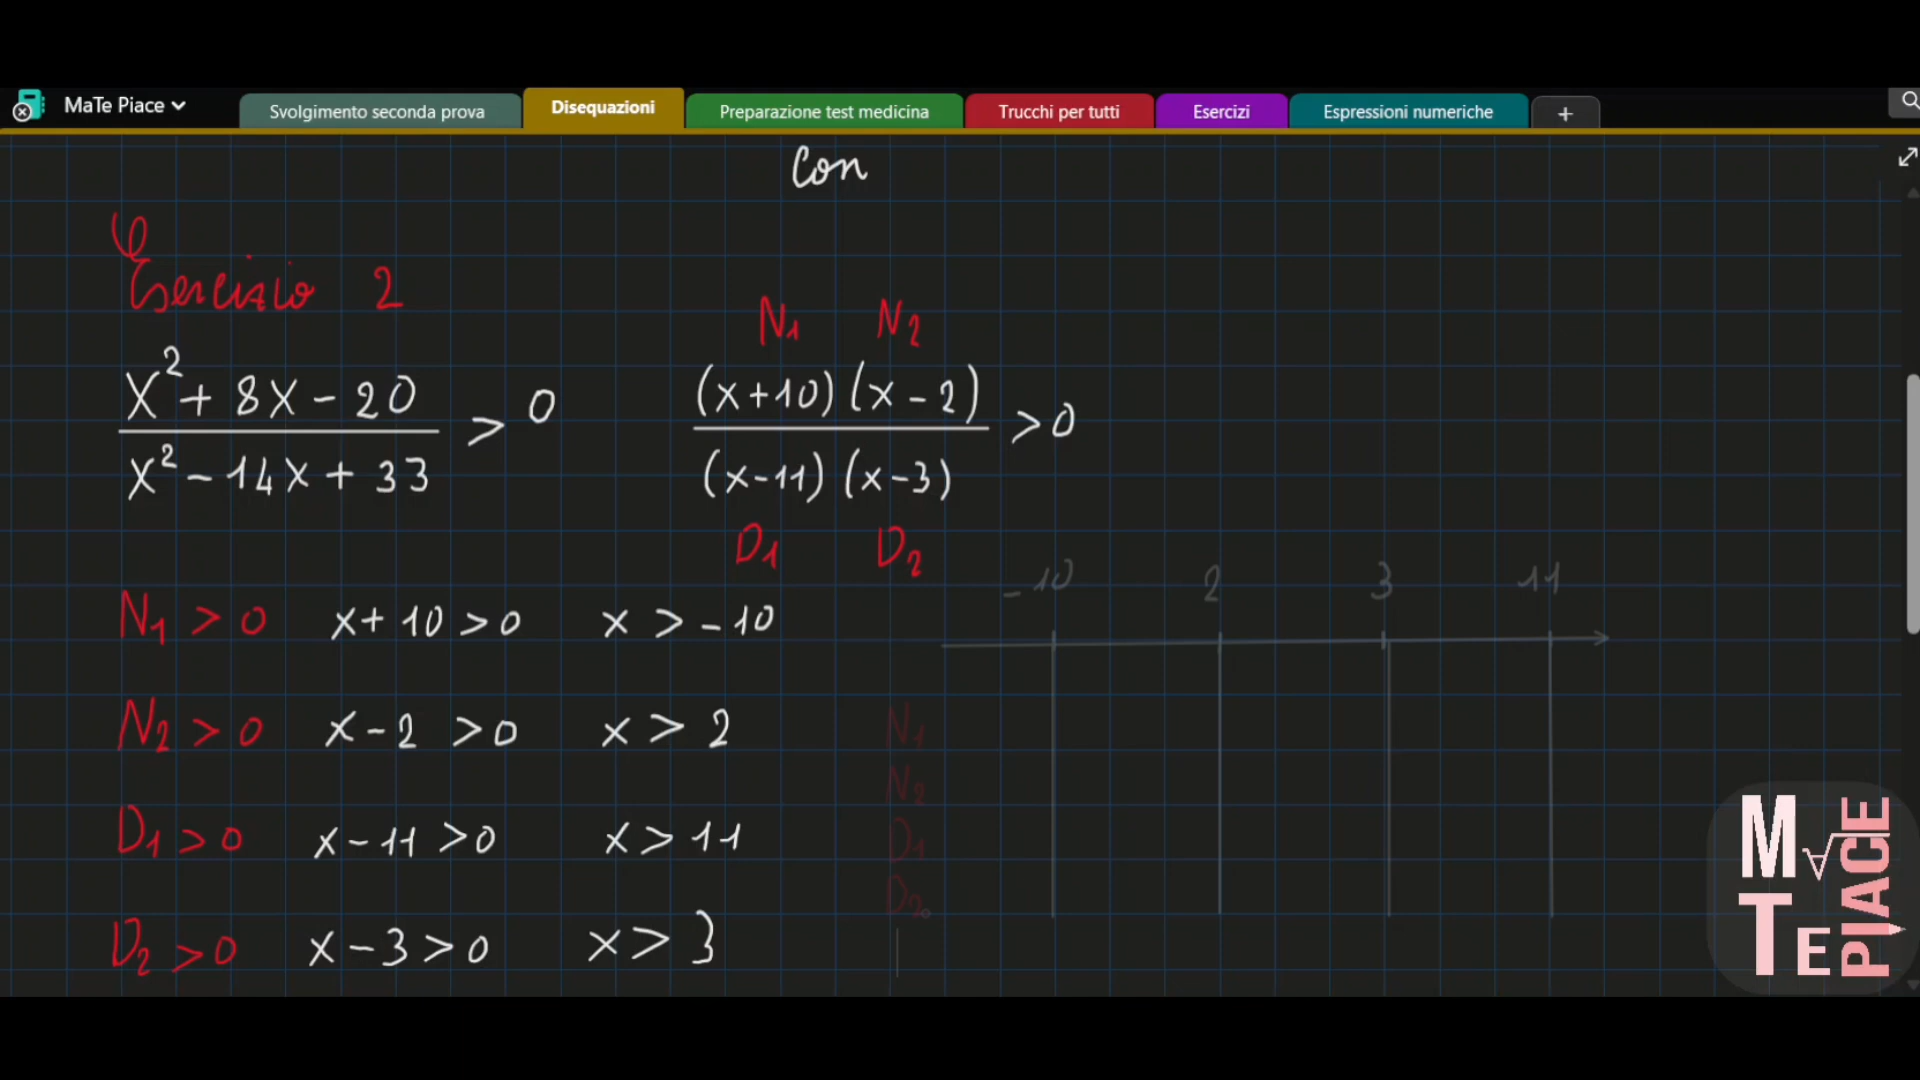 MaTe Piace
Svolgimento seconda prova
Disequazioni
Preparazione test medicina
Trucchi per tutti
Esercizi
Espressioni numeriche
+
Con
Esercizio 2
N1 N2
x²+8x-20 / x²-14x+33 > 0
(x+10)(x-2) / (x-11)(x-3) > 0
D1 D2
-10 2 3 11
N1>0 x+10>0 x>-10
N2>0 x-2>0 x>2
D1>0 x-11>0 x>11
D2>0 x-3>0 x>3
N1
N2
D1
D2
M√A
TE
PIACE